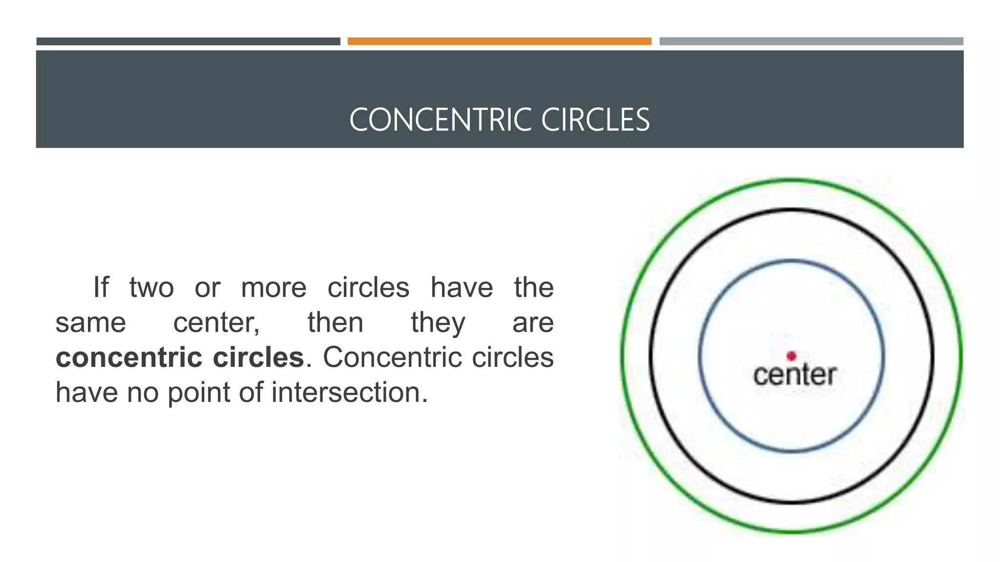 CONCENTRIC CIRCLES
If two or more circles have the
same center, then they are
concentric circles. Concentric circles
have no point of intersection.
center